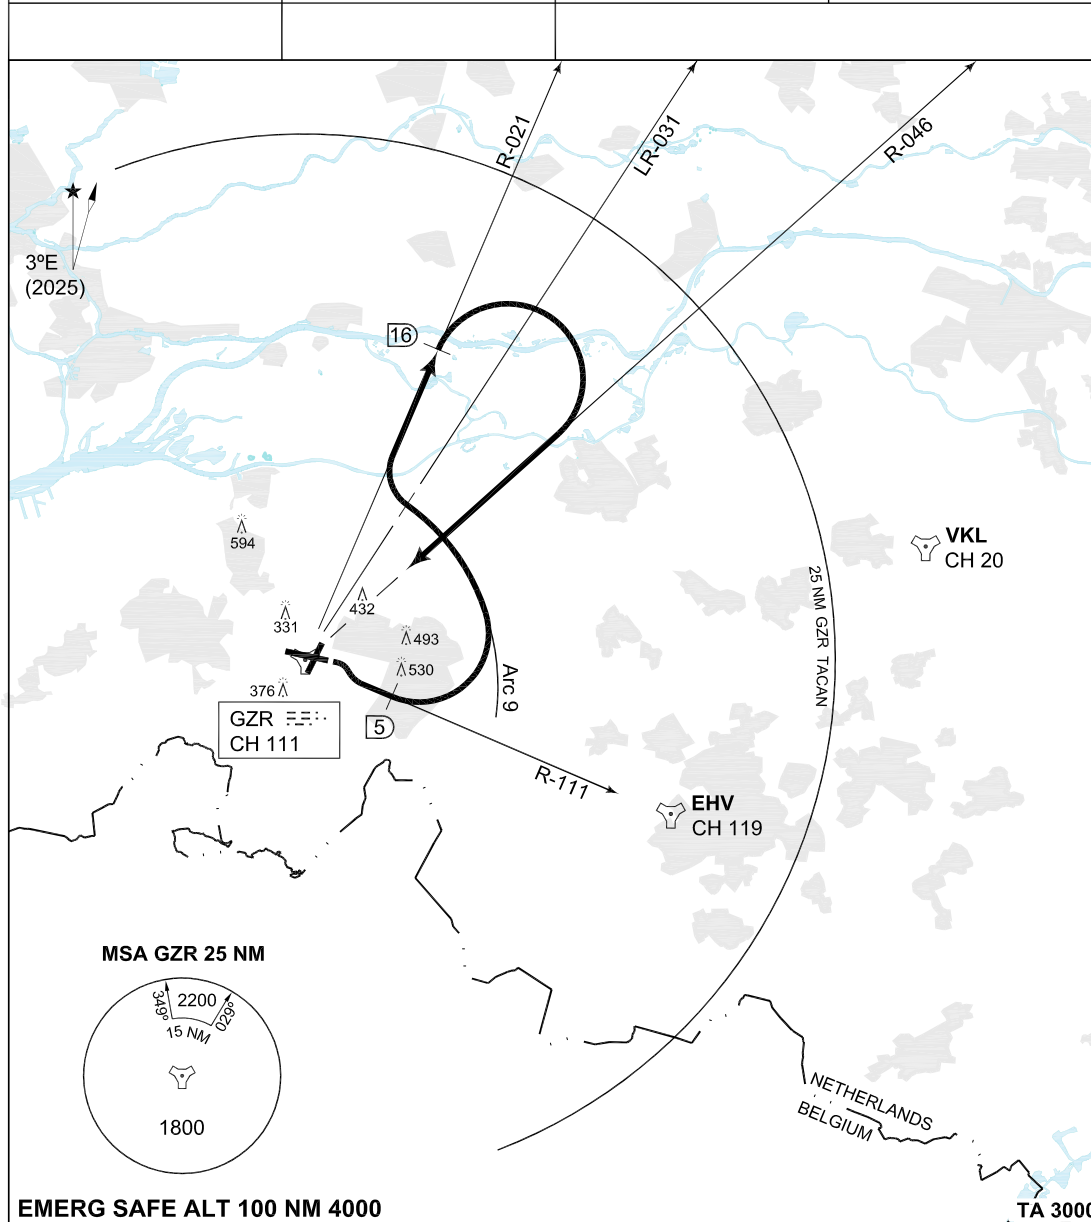 R-021
LR-031
R-046
3ºE
(2025)
16
594
VKL
CH 20
25 NM GZR TACAN
432
331
493
530
376
Arc 9
GZR
CH 111
5
R-111
EHV
CH 119
MSA GZR 25 NM
349º
2200
029º
15 NM
1800
NETHERLANDS
BELGIUM
EMERG SAFE ALT 100 NM 4000
TA 3000